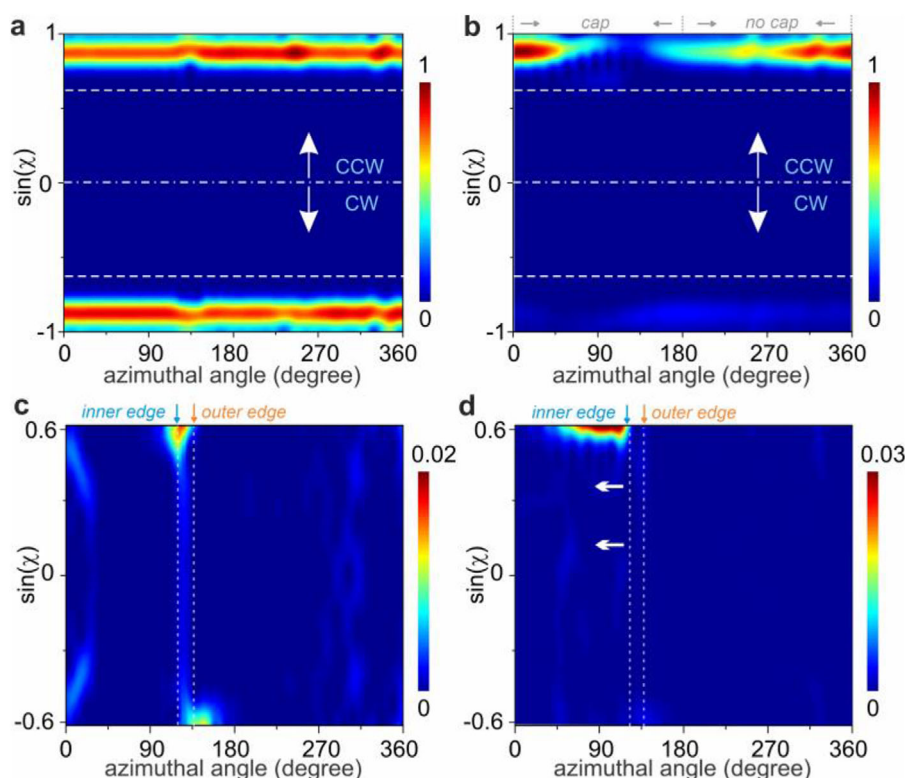 a
1
sin(χ)
0
-1
CCW
CW
0 90 180 270 360
azimuthal angle (degree)
1
0
b
cap no cap
1
sin(χ)
0
-1
CCW
CW
0 90 180 270 360
azimuthal angle (degree)
1
0
c
inner edge outer edge
0.6
sin(χ)
0
-0.6
0 90 180 270 360
azimuthal angle (degree)
0.02
0
d
inner edge outer edge
0.6
sin(χ)
0
-0.6
0 90 180 270 360
azimuthal angle (degree)
0.03
0